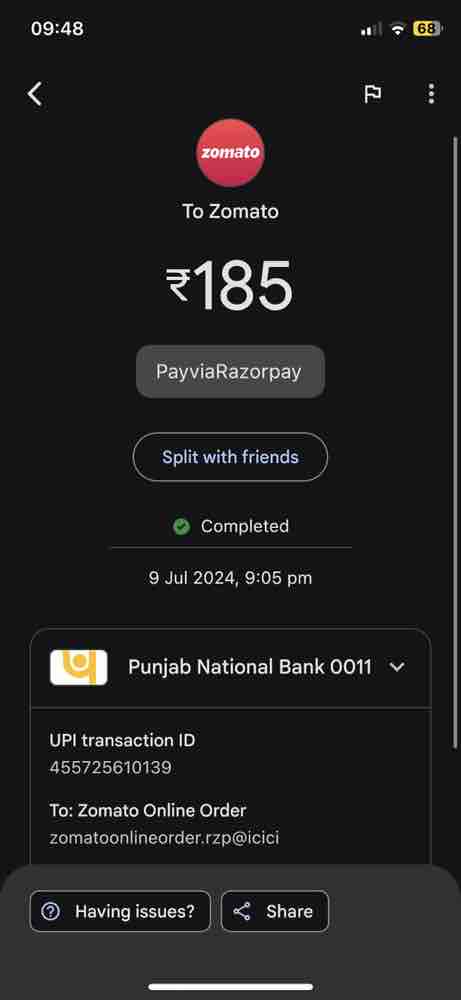 09:48
68
zomato
To Zomato
₹185
PayviaRazorpay
Split with friends
Completed
9 Jul 2024, 9:05 pm
Punjab National Bank 0011
UPI transaction ID
455725610139
To: Zomato Online Order
zomatoonlineorder.rzp@icici
Having issues?
Share